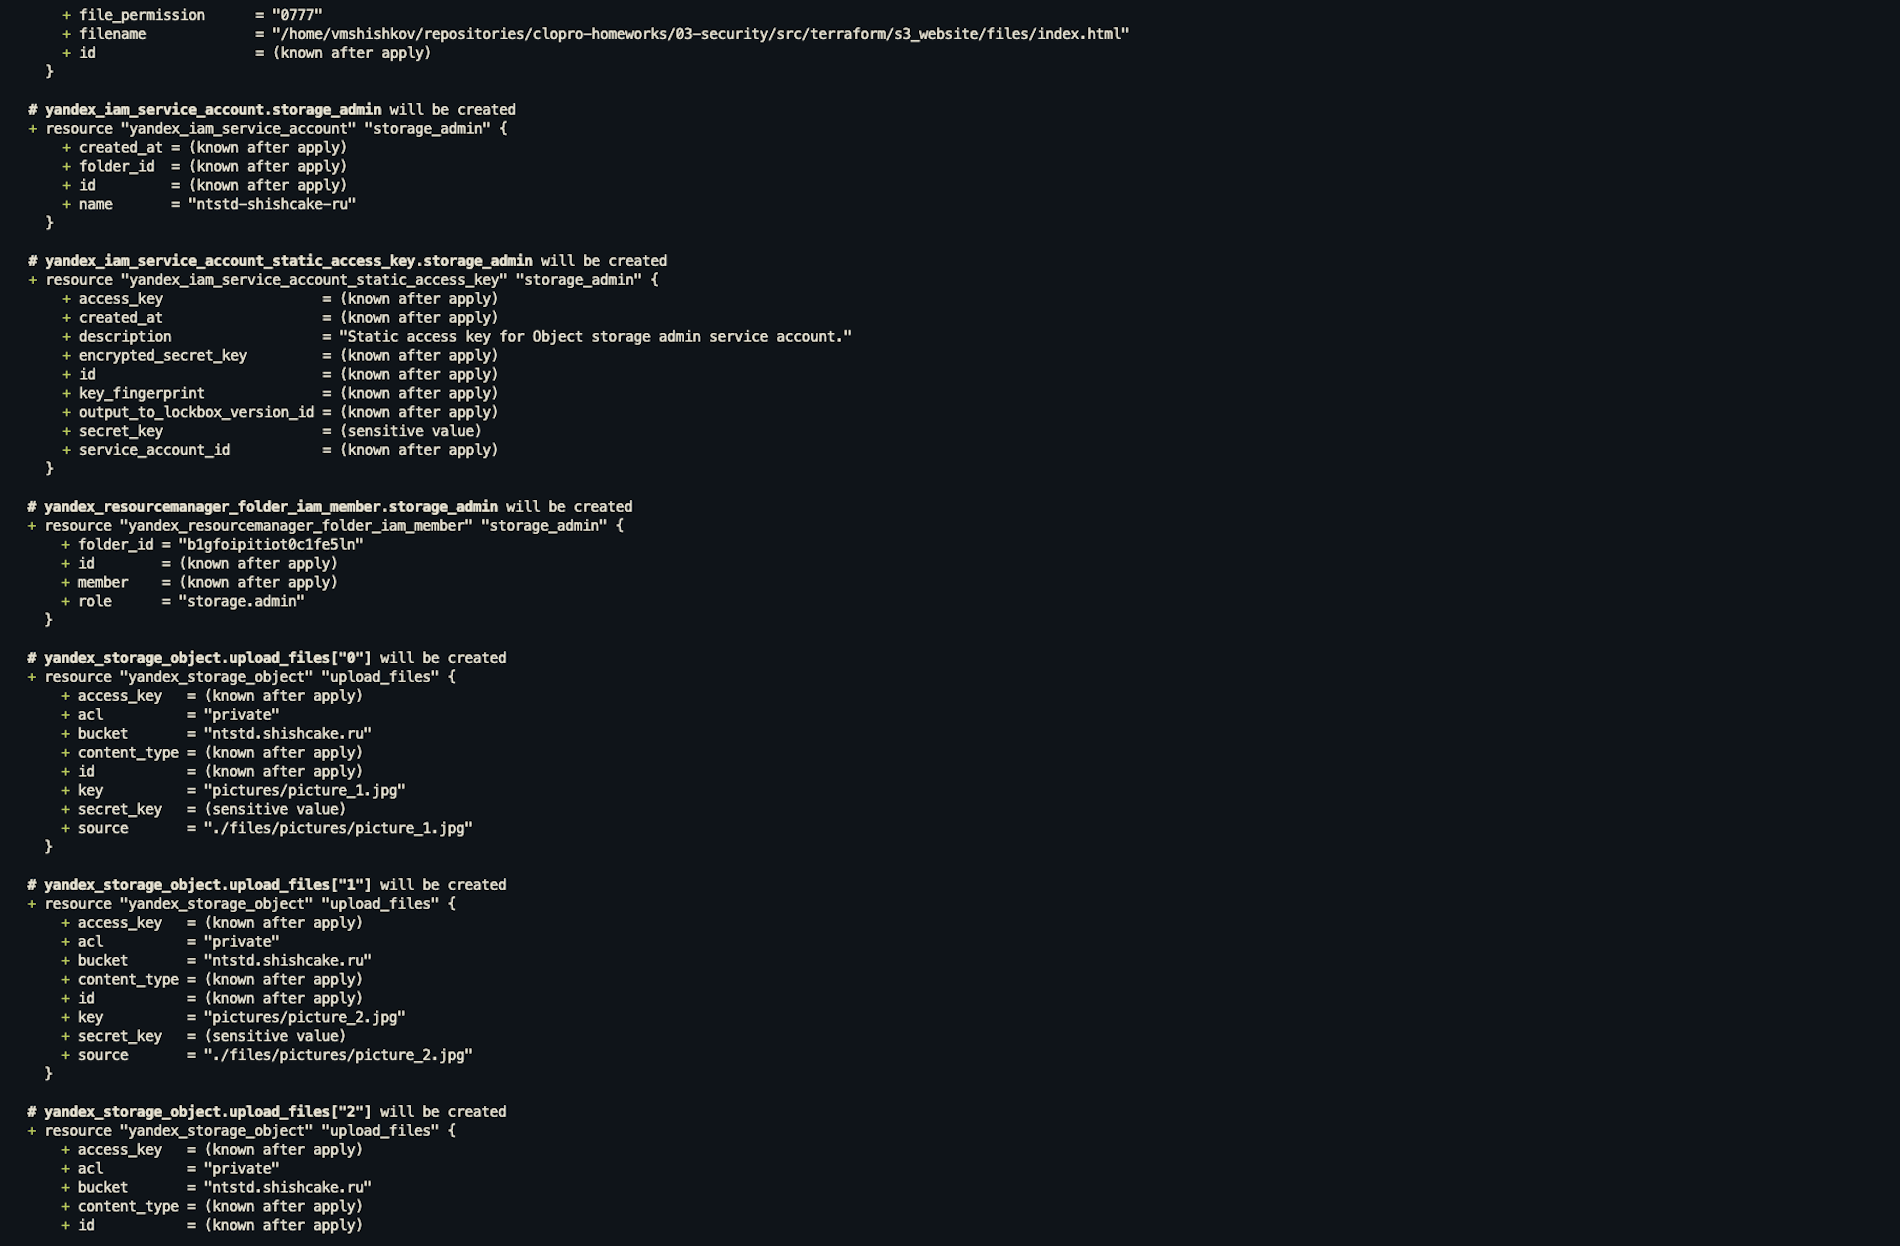 + file_permission      = "0777"
      + filename             = "/home/vmshishkov/repositories/clopro-homeworks/03-security/src/terraform/s3_website/files/index.html"
      + id                   = (known after apply)
    }

  # yandex_iam_service_account.storage_admin will be created
  + resource "yandex_iam_service_account" "storage_admin" {
      + created_at = (known after apply)
      + folder_id  = (known after apply)
      + id         = (known after apply)
      + name       = "ntstd-shishcake-ru"
    }

  # yandex_iam_service_account_static_access_key.storage_admin will be created
  + resource "yandex_iam_service_account_static_access_key" "storage_admin" {
      + access_key                   = (known after apply)
      + created_at                   = (known after apply)
      + description                  = "Static access key for Object storage admin service account."
      + encrypted_secret_key         = (known after apply)
      + id                           = (known after apply)
      + key_fingerprint              = (known after apply)
      + output_to_lockbox_version_id = (known after apply)
      + secret_key                   = (sensitive value)
      + service_account_id           = (known after apply)
    }

  # yandex_resourcemanager_folder_iam_member.storage_admin will be created
  + resource "yandex_resourcemanager_folder_iam_member" "storage_admin" {
      + folder_id = "b1gfoipitiot0c1fe5ln"
      + id        = (known after apply)
      + member    = (known after apply)
      + role      = "storage.admin"
    }

  # yandex_storage_object.upload_files["0"] will be created
  + resource "yandex_storage_object" "upload_files" {
      + access_key   = (known after apply)
      + acl          = "private"
      + bucket       = "ntstd.shishcake.ru"
      + content_type = (known after apply)
      + id           = (known after apply)
      + key          = "pictures/picture_1.jpg"
      + secret_key   = (sensitive value)
      + source       = "./files/pictures/picture_1.jpg"
    }

  # yandex_storage_object.upload_files["1"] will be created
  + resource "yandex_storage_object" "upload_files" {
      + access_key   = (known after apply)
      + acl          = "private"
      + bucket       = "ntstd.shishcake.ru"
      + content_type = (known after apply)
      + id           = (known after apply)
      + key          = "pictures/picture_2.jpg"
      + secret_key   = (sensitive value)
      + source       = "./files/pictures/picture_2.jpg"
    }

  # yandex_storage_object.upload_files["2"] will be created
  + resource "yandex_storage_object" "upload_files" {
      + access_key   = (known after apply)
      + acl          = "private"
      + bucket       = "ntstd.shishcake.ru"
      + content_type = (known after apply)
      + id           = (known after apply)